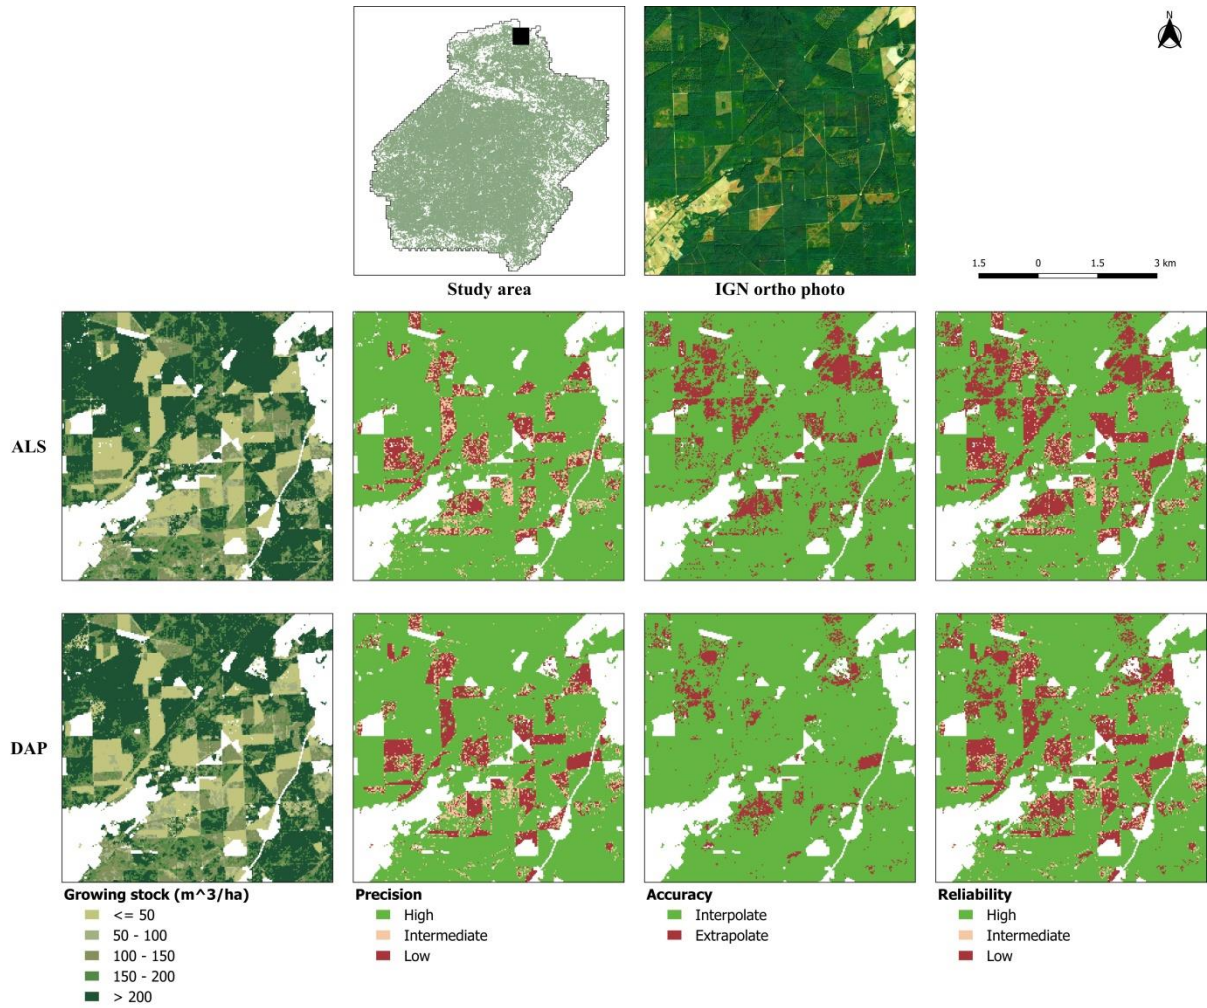 N
1.5 0 1.5 3 km
Study area IGN ortho photo
ALS
DAP
Growing stock (m^3/ha)
<= 50
50 - 100
100 - 150
150 - 200
> 200
Precision
High
Intermediate
Low
Accuracy
Interpolate
Extrapolate
Reliability
High
Intermediate
Low